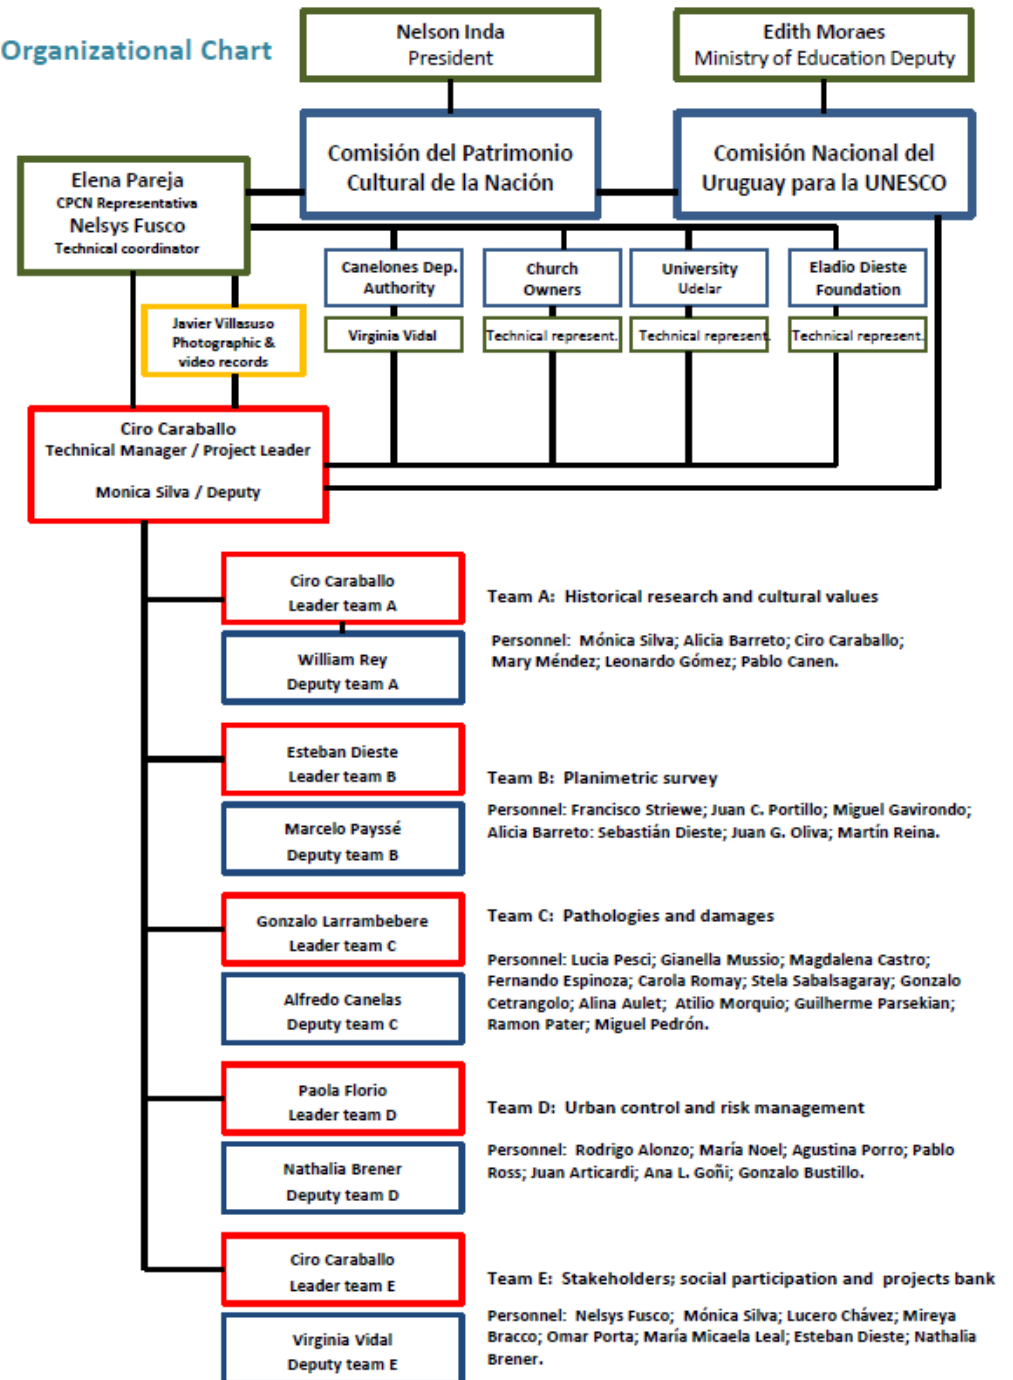 Organizational Chart
Nelson Inda
President
Edith Moraes
Ministry of Education Deputy
Comisión del Patrimonio
Cultural de la Nación
Comisión Nacional del
Uruguay para la UNESCO
Elena Pareja
CPCN Representativa
Nelsys Fusco
Technical coordinator
Canelones Dep.
Authority
Church
Owners
University
Udelar
Eladio Dieste
Foundation
Virginia Vidal
Technical represent.
Technical represent.
Technical represent.
Javier Villasuso
Photographic &
video records
Ciro Caraballo
Technical Manager / Project Leader
Monica Silva / Deputy
Ciro Caraballo
Leader team A
William Rey
Deputy team A
Team A:  Historical research and cultural values
Personnel:  Mónica Silva; Alicia Barreto; Ciro Caraballo;
Mary Méndez; Leonardo Gómez; Pablo Canen.
Esteban Dieste
Leader team B
Marcelo Payssé
Deputy team B
Team B:  Planimetric survey
Personnel: Francisco Striewe; Juan C. Portillo; Miguel Gavirondo;
Alicia Barreto: Sebastián Dieste; Juan G. Oliva; Martín Reina.
Gonzalo Larrambebere
Leader team C
Alfredo Canelas
Deputy team C
Team C:  Pathologies and damages
Personnel: Lucia Pesci; Gianella Mussio; Magdalena Castro;
Fernando Espinoza; Carola Romay; Stela Sabalsagaray; Gonzalo
Cetrangolo; Alina Aulet;  Atilio Morquio; Guilherme Parsekian;
Ramon Pater; Miguel Pedrón.
Paola Florio
Leader team D
Nathalia Brener
Deputy team D
Team D:  Urban control and risk management
Personnel:  Rodrigo Alonzo; María Noel; Agustina Porro; Pablo
Ross; Juan Articardi; Ana L. Goñi; Gonzalo Bustillo.
Ciro Caraballo
Leader team E
Virginia Vidal
Deputy team E
Team E:  Stakeholders; social participation and  projects bank
Personnel:  Nelsys Fusco;  Mónica Silva; Lucero Chávez; Mireya
Bracco; Omar Porta; María Micaela Leal; Esteban Dieste; Nathalia
Brener.